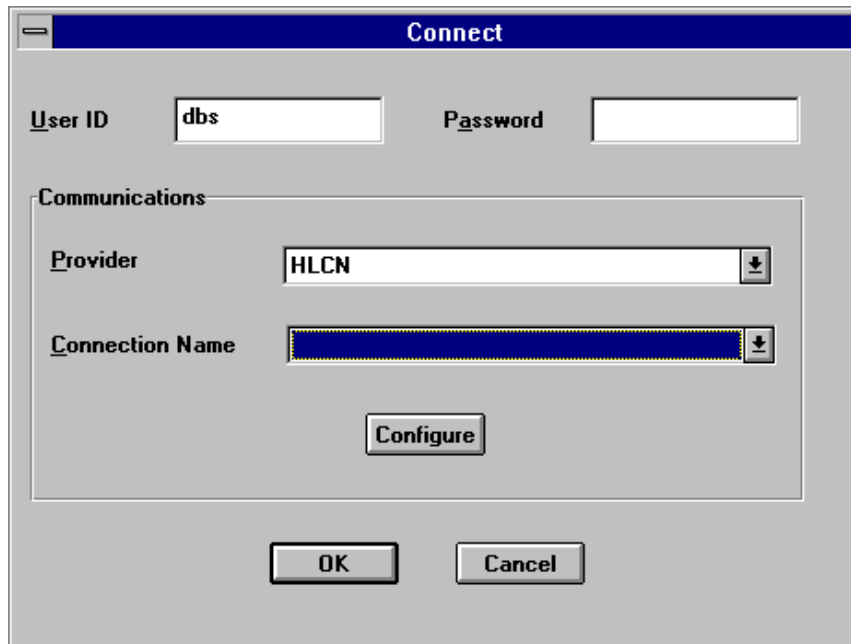 Connect
User ID dbs Password
Communications
Provider HLCN
Connection Name
Configure
OK Cancel